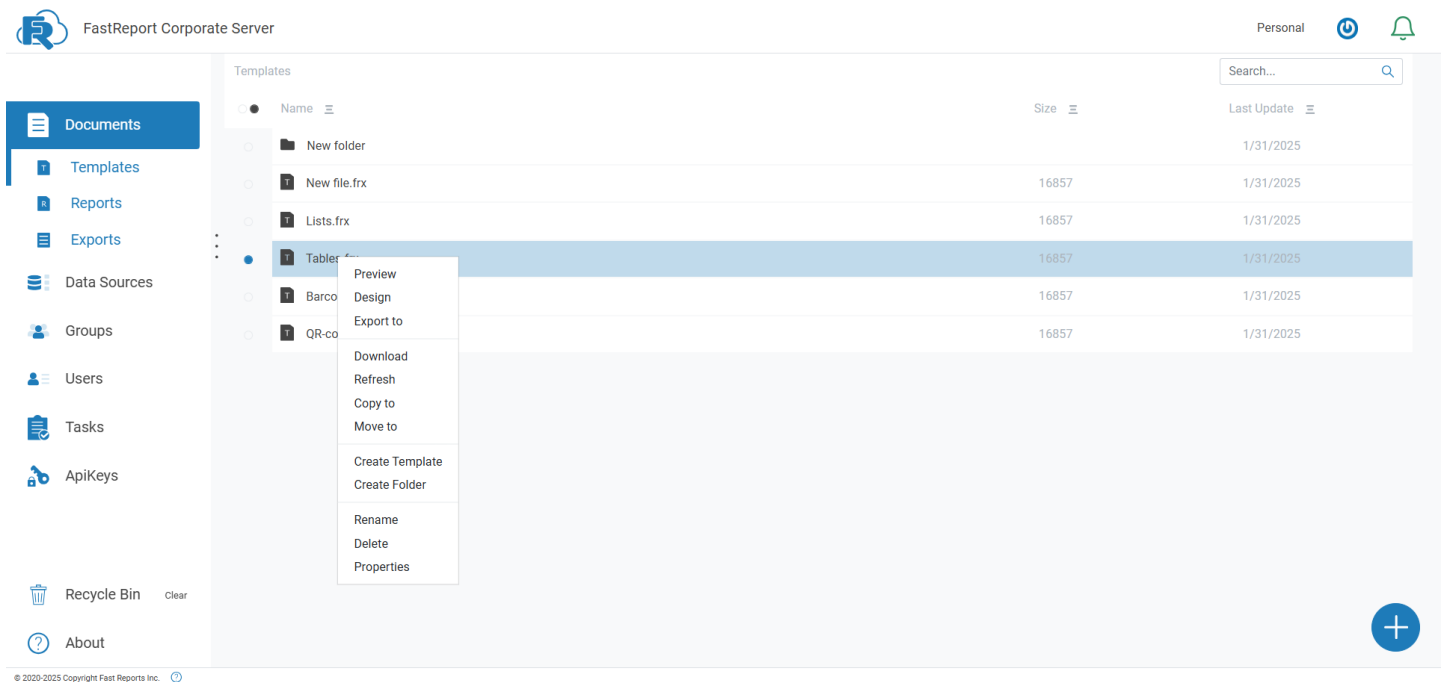 FastReport Corporate Server
Personal
Templates
Search...
Name
Size
Last Update
Documents
Templates
Reports
Exports
Data Sources
Groups
Users
Tasks
ApiKeys
Recycle Bin
Clear
About
New folder 1/31/2025
New file.frx 16857 1/31/2025
Lists.frx 16857 1/31/2025
Tables 16857 1/31/2025
Barco 16857 1/31/2025
QR-co 16857 1/31/2025
Preview
Design
Export to
Download
Refresh
Copy to
Move to
Create Template
Create Folder
Rename
Delete
Properties
© 2020-2025 Copyright Fast Reports Inc.